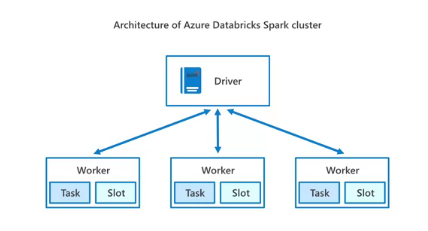 Architecture of Azure Databricks Spark cluster
Driver
Worker
Task
Slot
Worker
Task
Slot
Worker
Task
Slot